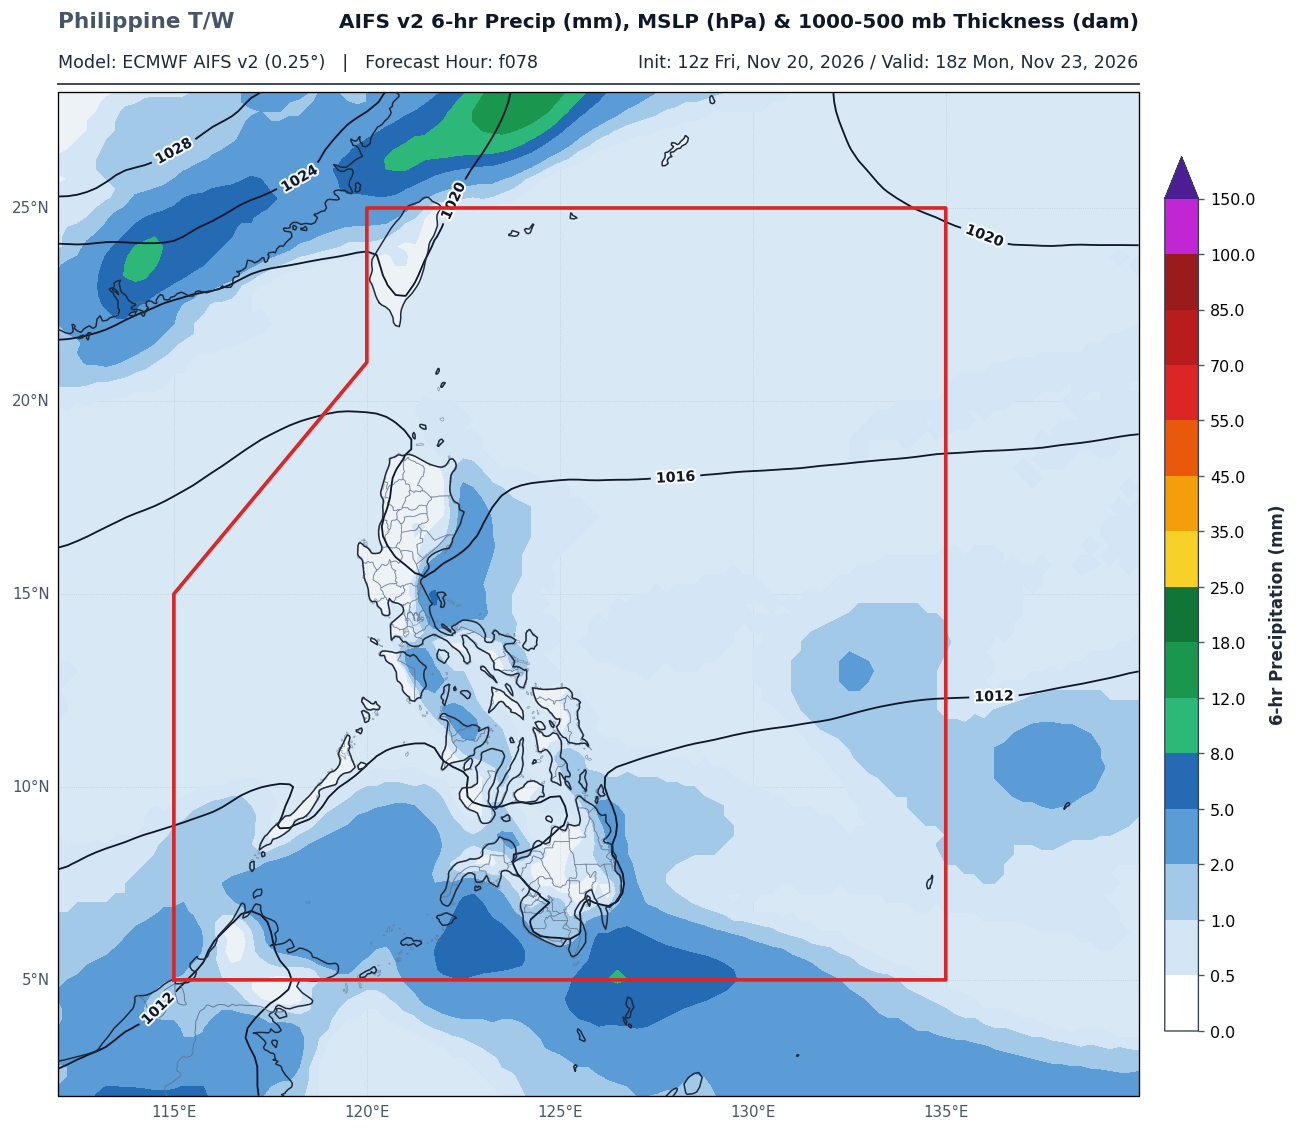 Philippine T/W
AIFS v2 6-hr Precip (mm), MSLP (hPa) & 1000-500 mb Thickness (dam)
Model: ECMWF AIFS v2 (0.25°) | Forecast Hour: f078
Init: 12z Fri, Nov 20, 2026 / Valid: 18z Mon, Nov 23, 2026
1028
1024
1020
1020
1016
1012
1012
25°N
20°N
15°N
10°N
5°N
115°E
120°E
125°E
130°E
135°E
150.0
100.0
85.0
70.0
55.0
45.0
35.0
25.0
18.0
12.0
8.0
5.0
2.0
1.0
0.5
0.0
6-hr Precipitation (mm)